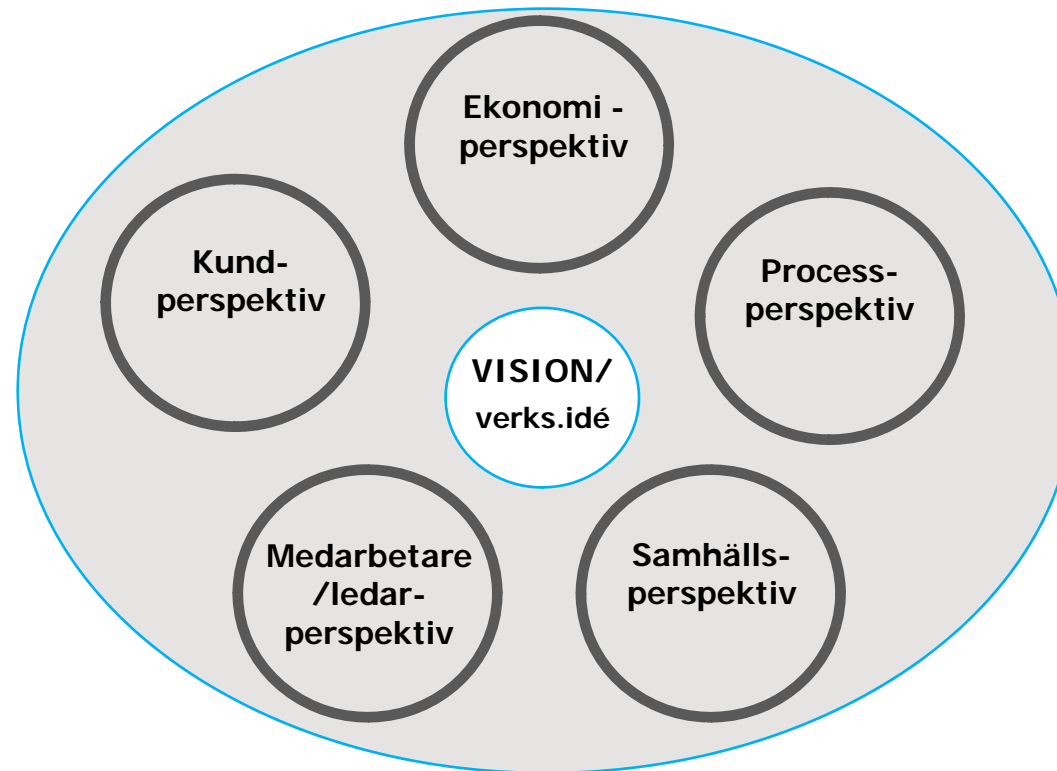 Ekonomi -
perspektiv
Kund-
perspektiv
Process-
perspektiv
VISION/
verks.idé
Medarbetare
/ledar-
perspektiv
Samhälls-
perspektiv